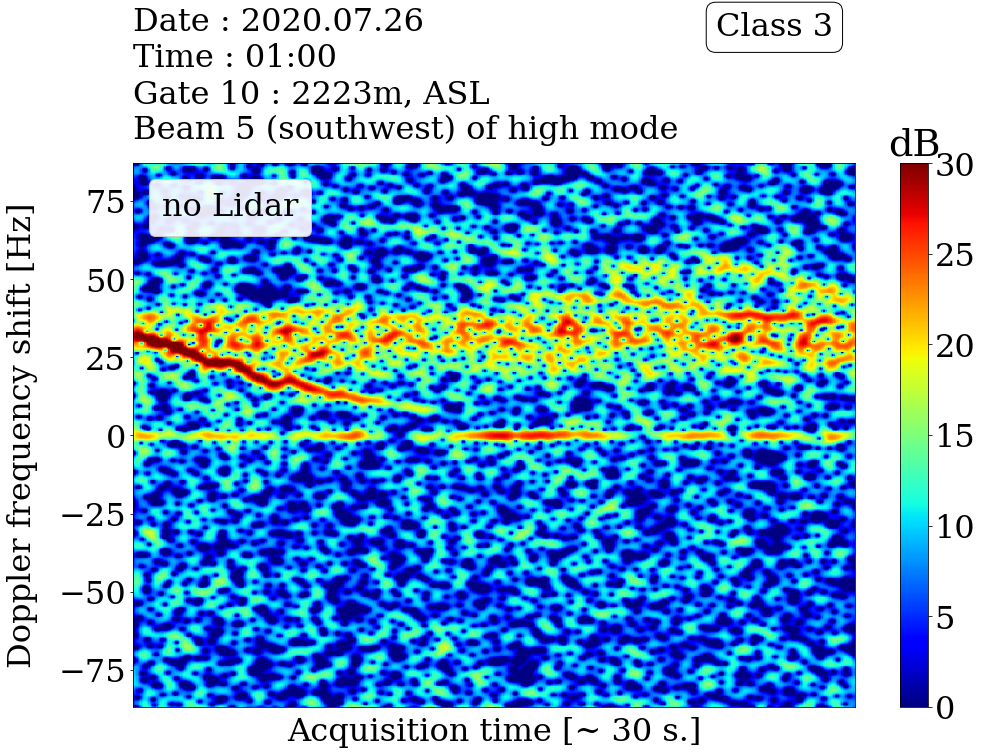 Date : 2020.07.26
Time : 01:00
Gate 10 : 2223m, ASL
Beam 5 (southwest) of high mode
Class 3
no Lidar
Doppler frequency shift [Hz]
75
50
25
0
−25
−50
−75
Acquisition time [~ 30 s.]
dB
30
25
20
15
10
5
0